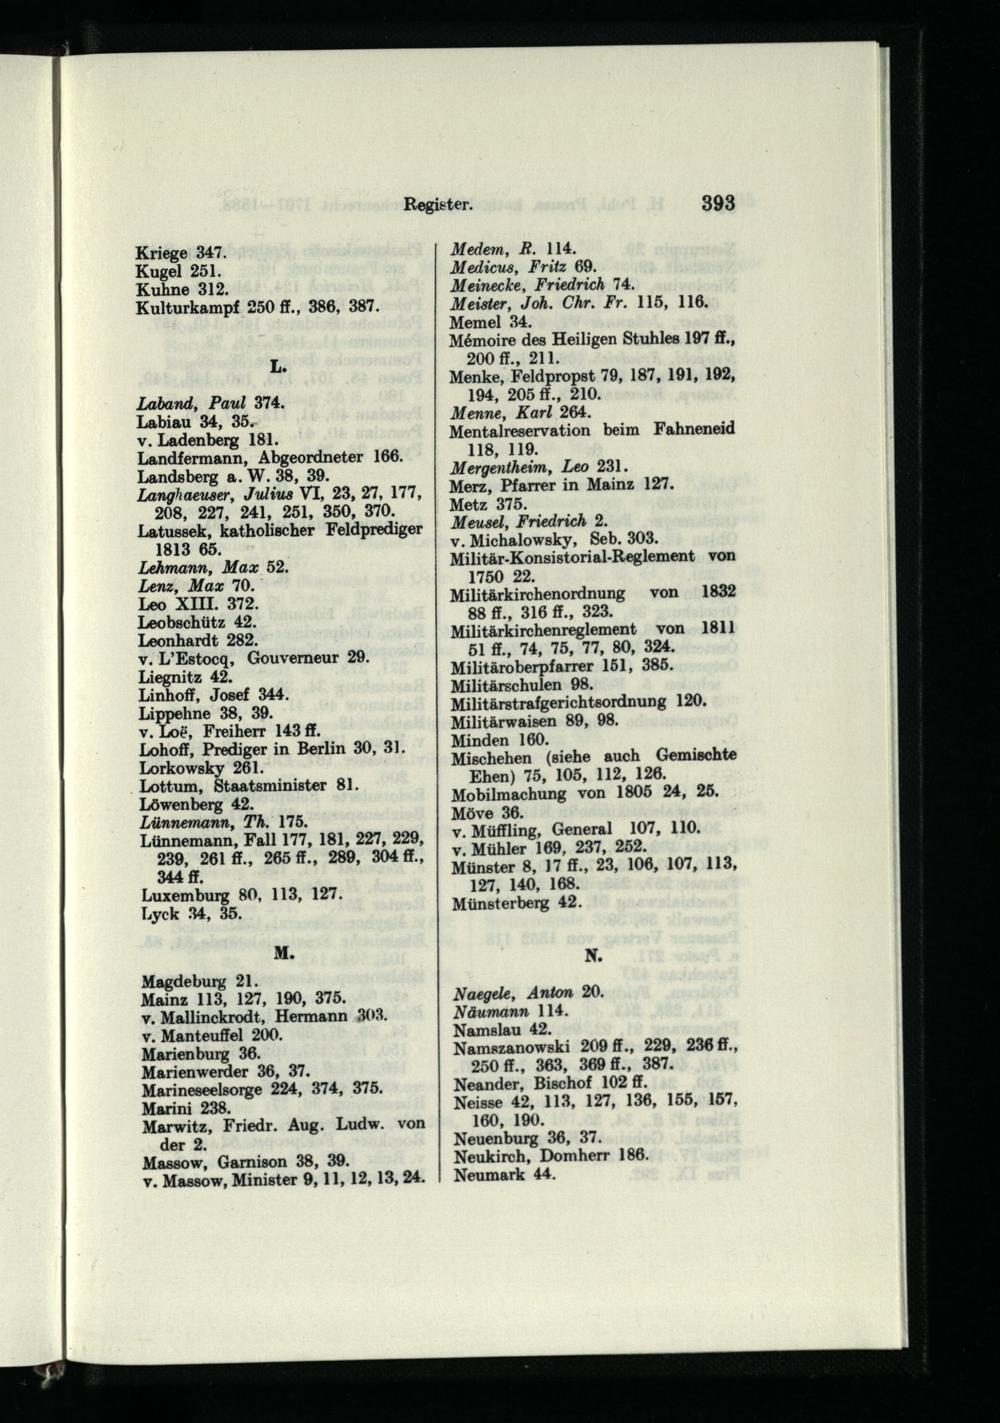 Register. 393
Kriege 347.
Kugel 251.
Kuhne 312.
Kulturkampf 250 ff., 386, 387.
L.
Laband, Paul 374.
Labiau 34, 35.
v. Ladenberg 181.
Landfermann, Abgeordneter 166.
Landsberg a. W. 38, 39.
Langhaeuser, Julius VI, 23, 27, 177,
208, 227, 241, 251, 350, 370.
Latussek, katholischer Feldprediger
1813 65.
Lehmann, Max 52.
Lenz, Max 70.
Leo XIII. 372.
Leobschütz 42.
Leonhardt 282.
v. L'Estocq, Gouverneur 29.
Liegnitz 42.
Linhoff, Josef 344.
Lippehne 38, 39.
v. Loë, Freiherr 143 ff.
Lohoff, Prediger in Berlin 30, 31.
Lorkowsky 261.
Lottum, Staatsminister 81.
Löwenberg 42.
Lünnemann, Th. 175.
Lünnemann, Fall 177, 181, 227, 229,
239, 261 ff., 265 ff., 289, 304 ff.,
344 ff.
Luxemburg 80, 113, 127.
Lyck 34, 35.
M.
Magdeburg 21.
Mainz 113, 127, 190, 375.
v. Mallinckrodt, Hermann 303.
v. Manteuffel 200.
Marienburg 36.
Marienwerder 36, 37.
Marineseelsorge 224, 374, 375.
Marini 238.
Marwitz, Friedr. Aug. Ludw. von
der 2.
Massow, Garnison 38, 39.
v. Massow, Minister 9, 11, 12, 13, 24.
Medem, R. 114.
Medicus, Fritz 69.
Meinecke, Friedrich 74.
Meister, Joh. Chr. Fr. 115, 116.
Memel 34.
Mémoire des Heiligen Stuhles 197 ff.,
200 ff., 211.
Menke, Feldpropst 79, 187, 191, 192,
194, 205 ff., 210.
Menne, Karl 264.
Mentalreservation beim Fahneneid
118, 119.
Mergentheim, Leo 231.
Merz, Pfarrer in Mainz 127.
Metz 375.
Meusel, Friedrich 2.
v. Michalowsky, Seb. 303.
Militär-Konsistorial-Reglement von
1750 22.
Militärkirchenordnung von 1832
88 ff., 316 ff., 323.
Militärkirchenreglement von 1811
51 ff., 74, 75, 77, 80, 324.
Militäroberpfarrer 151, 385.
Militärschulen 98.
Militärstrafgerichtsordnung 120.
Militärwaisen 89, 98.
Minden 160.
Mischehen (siehe auch Gemischte
Ehen) 75, 105, 112, 126.
Mobilmachung von 1805 24, 25.
Möve 36.
v. Müffling, General 107, 110.
v. Mühler 169, 237, 252.
Münster 8, 17 ff., 23, 106, 107, 113,
127, 140, 168.
Münsterberg 42.
N.
Naegele, Anton 20.
Näumann 114.
Namslau 42.
Namszanowski 209 ff., 229, 236 ff.,
250 ff., 363, 369 ff., 387.
Neander, Bischof 102 ff.
Neisse 42, 113, 127, 136, 155, 157,
160, 190.
Neuenburg 36, 37.
Neukirch, Domherr 186.
Neumark 44.